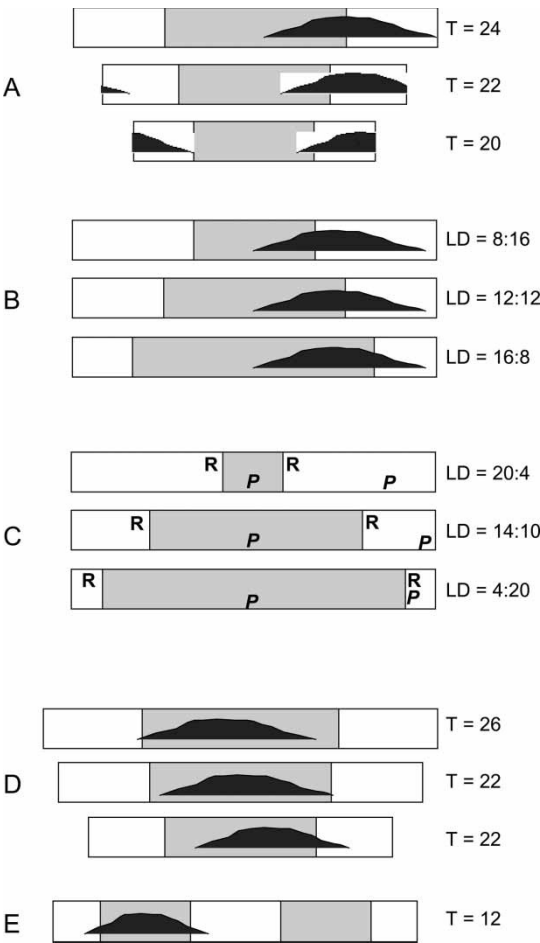 T = 24
A
T = 22
T = 20
LD = 8:16
B
LD = 12:12
LD = 16:8
R R
P P
LD = 20:4
C
R R
P P
LD = 14:10
R R
P P
LD = 4:20
T = 26
D
T = 22
T = 22
E
T = 12